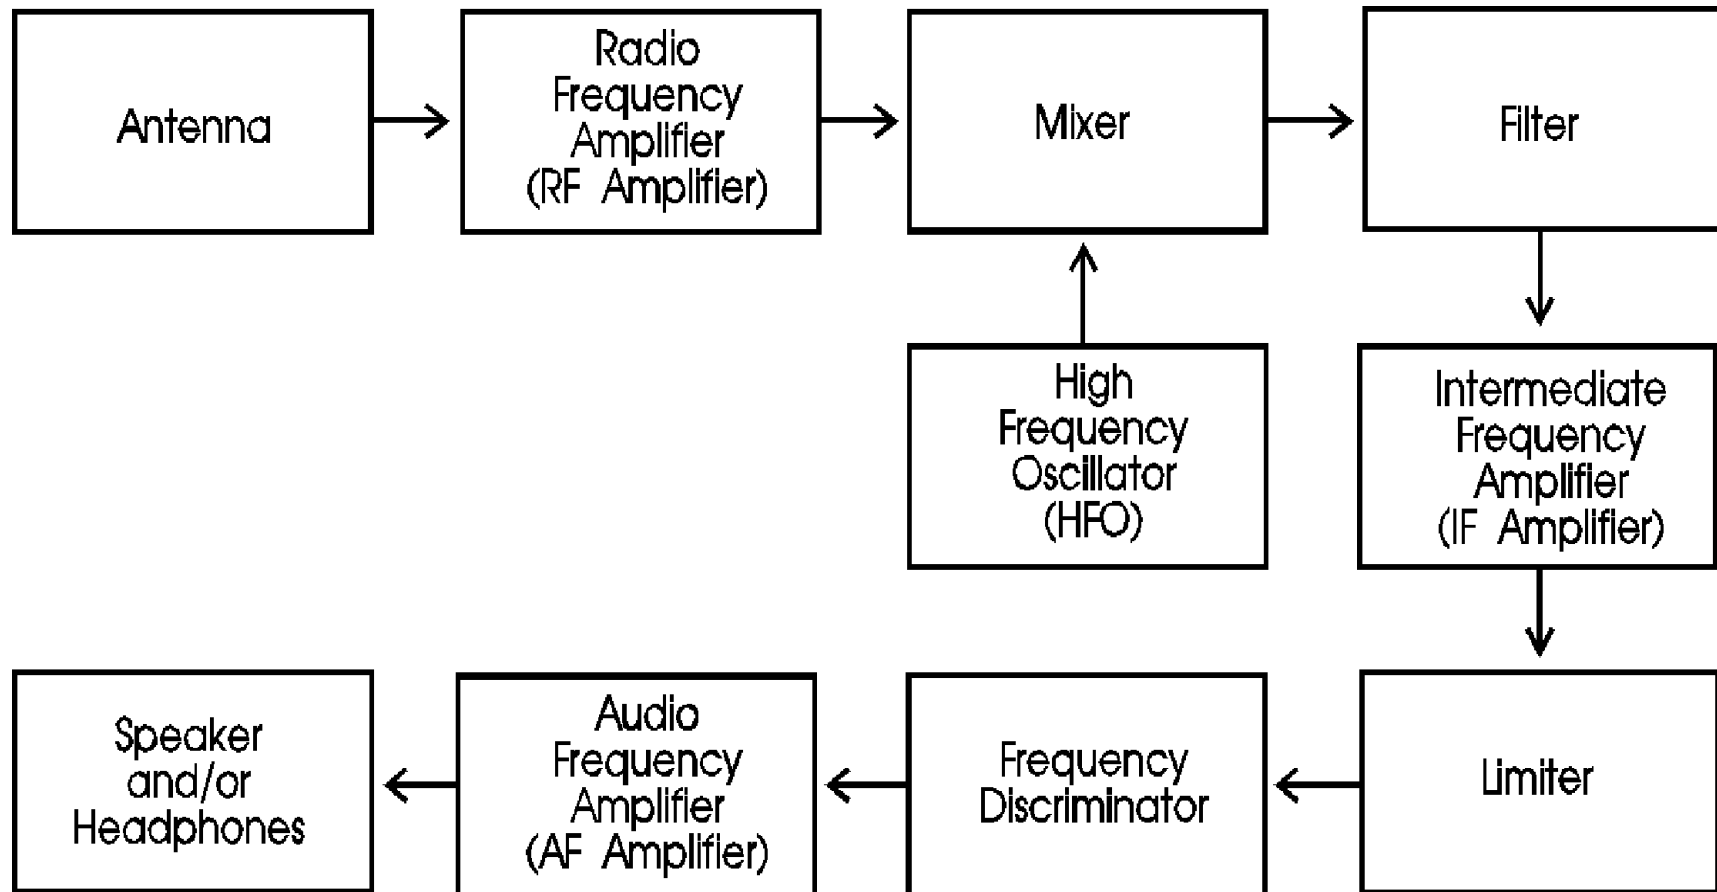 Antenna
Radio
Frequency
Amplifier
(RF Amplifier)
Mixer
Filter
High
Frequency
Oscillator
(HFO)
Intermediate
Frequency
Amplifier
(IF Amplifier)
Speaker
and/or
Headphones
Audio
Frequency
Amplifier
(AF Amplifier)
Frequency
Discriminator
Limiter